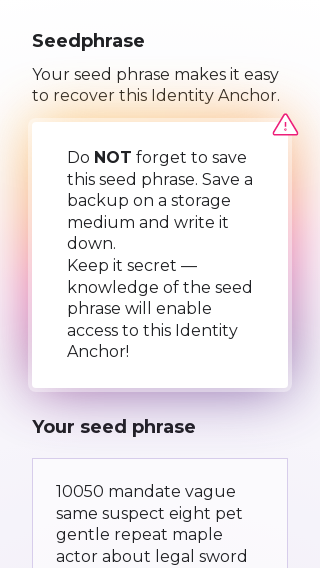 Seedphrase
Your seed phrase makes it easy
to recover this Identity Anchor.
Do NOT forget to save
this seed phrase. Save a
backup on a storage
medium and write it
down.
Keep it secret —
knowledge of the seed
phrase will enable
access to this Identity
Anchor!
Your seed phrase
10050 mandate vague
same suspect eight pet
gentle repeat maple
actor about legal sword